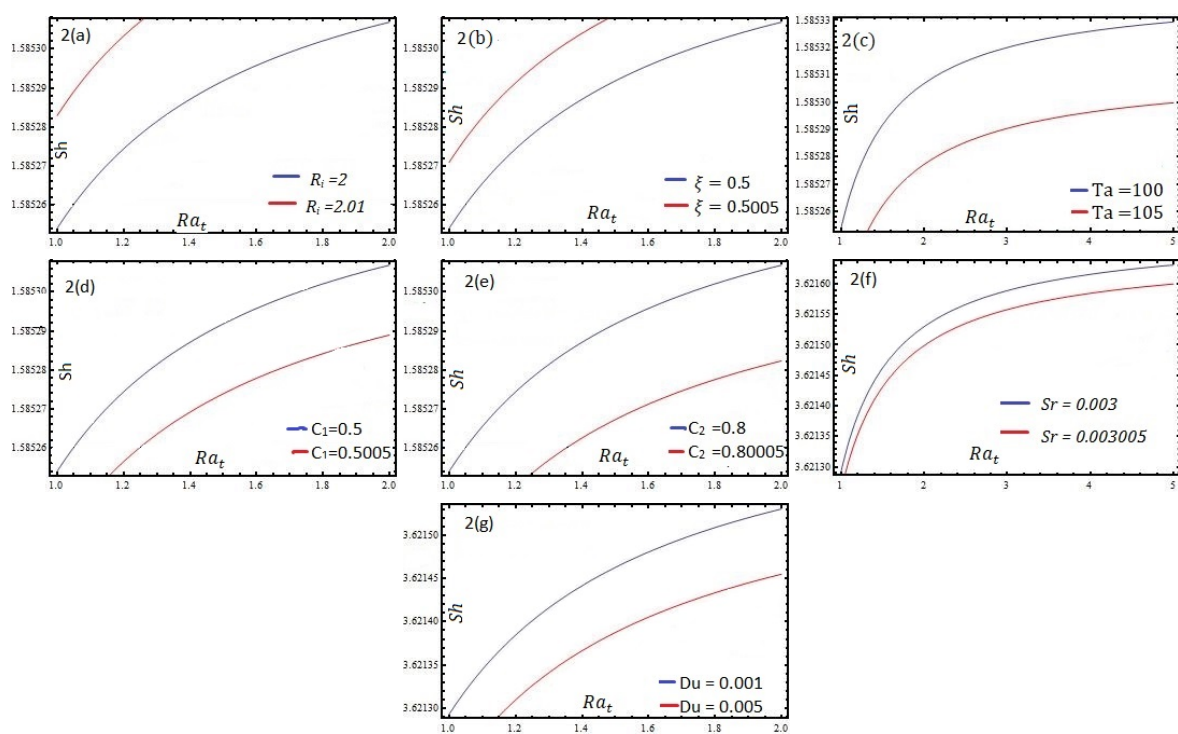 2(a)
1.58530
1.58529
1.58528
1.58527
1.58526
Sh
R_i =2
R_i =2.01
Ra_t
1.0 1.2 1.4 1.6 1.8 2.0
2(b)
1.58530
1.58529
1.58528
1.58527
1.58526
Sh
ξ = 0.5
ξ = 0.5005
Ra_t
1.0 1.2 1.4 1.6 1.8 2.0
2(c)
1.58533
1.58532
1.58531
1.58530
1.58529
1.58528
1.58527
1.58526
Sh
Ta =100
Ta =105
Ra_t
1 2 3 4 5
2(d)
1.58530
1.58529
1.58528
1.58527
1.58526
Sh
C₁=0.5
C₁=0.5005
Ra_t
1.0 1.2 1.4 1.6 1.8 2.0
2(e)
1.58530
1.58529
1.58528
1.58527
1.58526
Sh
C₂ =0.8
C₂ =0.80005
Ra_t
1.0 1.2 1.4 1.6 1.8 2.0
2(f)
3.62160
3.62155
3.62150
3.62140
3.62135
3.62130
Sh
Sr = 0.003
Sr = 0.003005
Ra_t
1 2 3 4 5
2(g)
3.62150
3.62145
3.62140
3.62135
3.62130
Sh
Du = 0.001
Du = 0.005
Ra_t
1.0 1.2 1.4 1.6 1.8 2.0